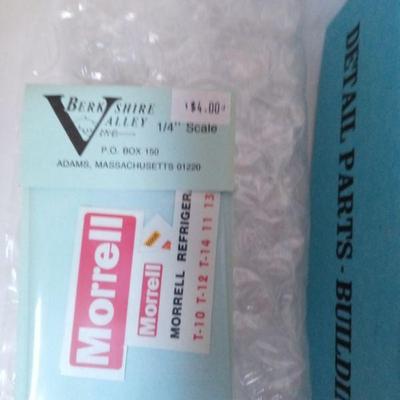 BERKSHIRE
VALLEY
INC
$4.00
1/4" Scale
P.O. BOX 150
ADAMS, MASSACHUSETTS 01220
Morrell
Morrell
MORRELL REFRIGERA
T-10 T-12 T-14 11 13
DETAIL PARTS - BUILDI